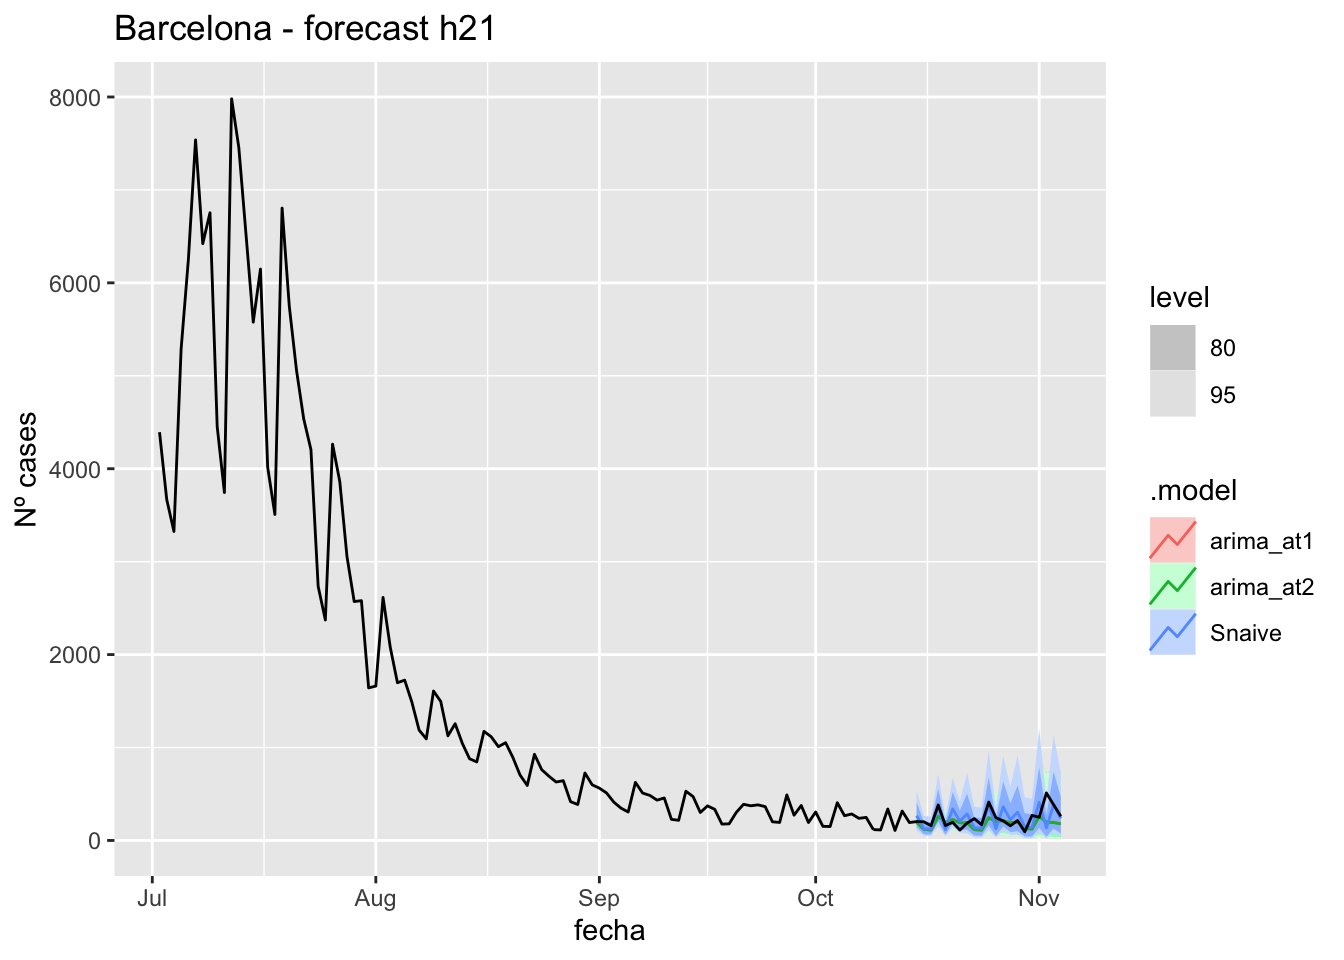 Barcelona - forecast h21
8000
6000
4000
2000
0
Nº cases
Jul
Aug
Sep
Oct
Nov
fecha
level
80
95
.model
arima_at1
arima_at2
Snaive